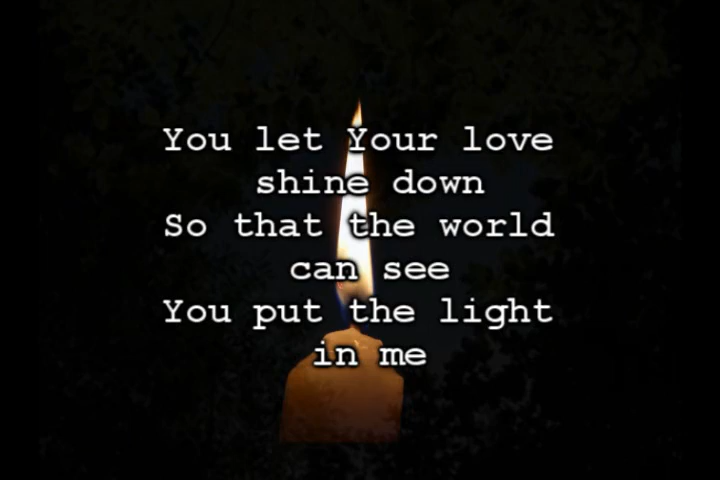 You let Your love
shine down
So that the world
can see
You put the light
in me